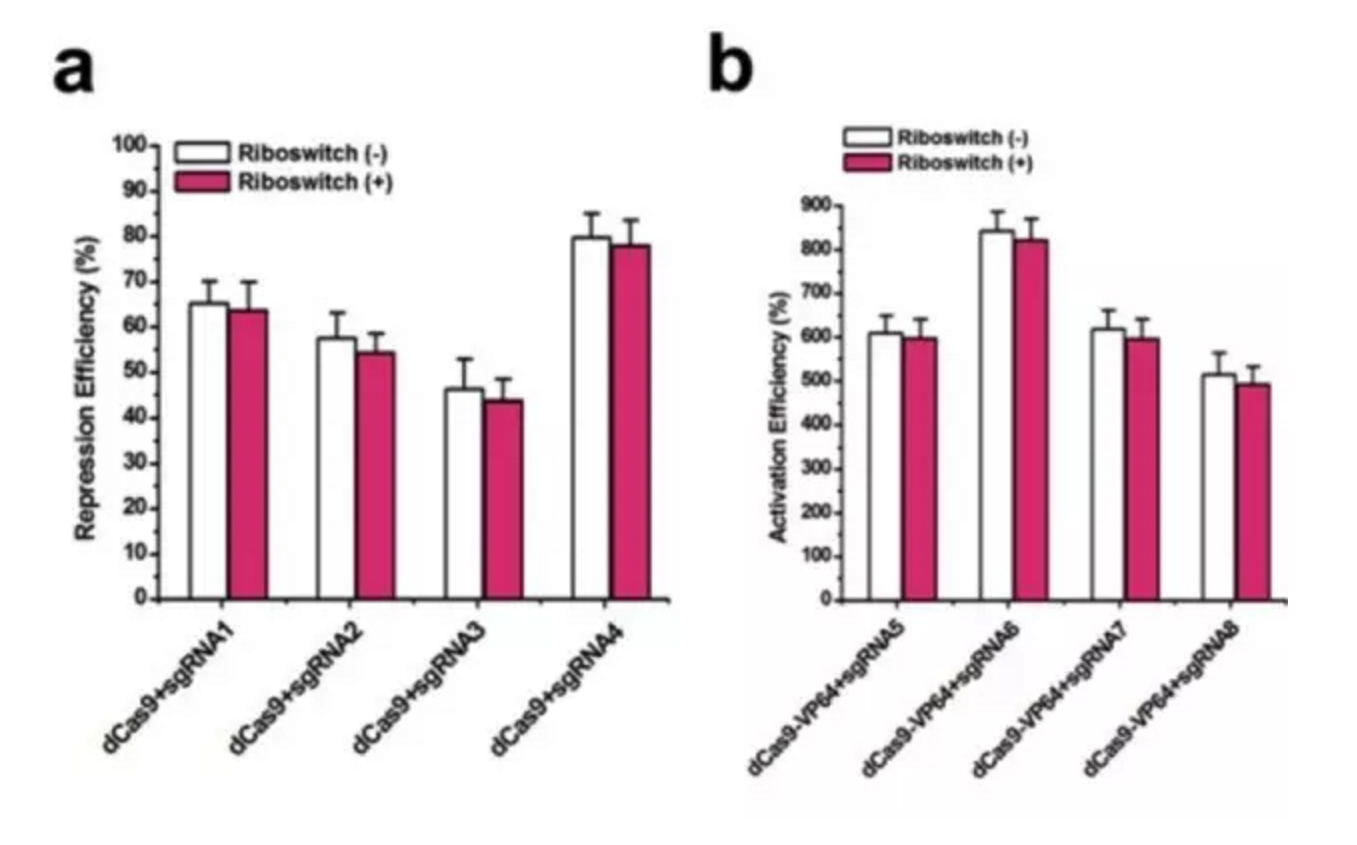 a
Riboswitch (-)
Riboswitch (+)
Repression Efficiency (%)
100
90
80
70
60
50
40
30
20
10
0
dCas9+sgRNA1
dCas9+sgRNA2
dCas9+sgRNA3
dCas9+sgRNA4
b
Riboswitch (-)
Riboswitch (+)
Activation Efficiency (%)
900
800
700
600
500
400
300
200
100
0
dCas9-VP64+sgRNA5
dCas9-VP64+sgRNA6
dCas9-VP64+sgRNA7
dCas9-VP64+sgRNA8